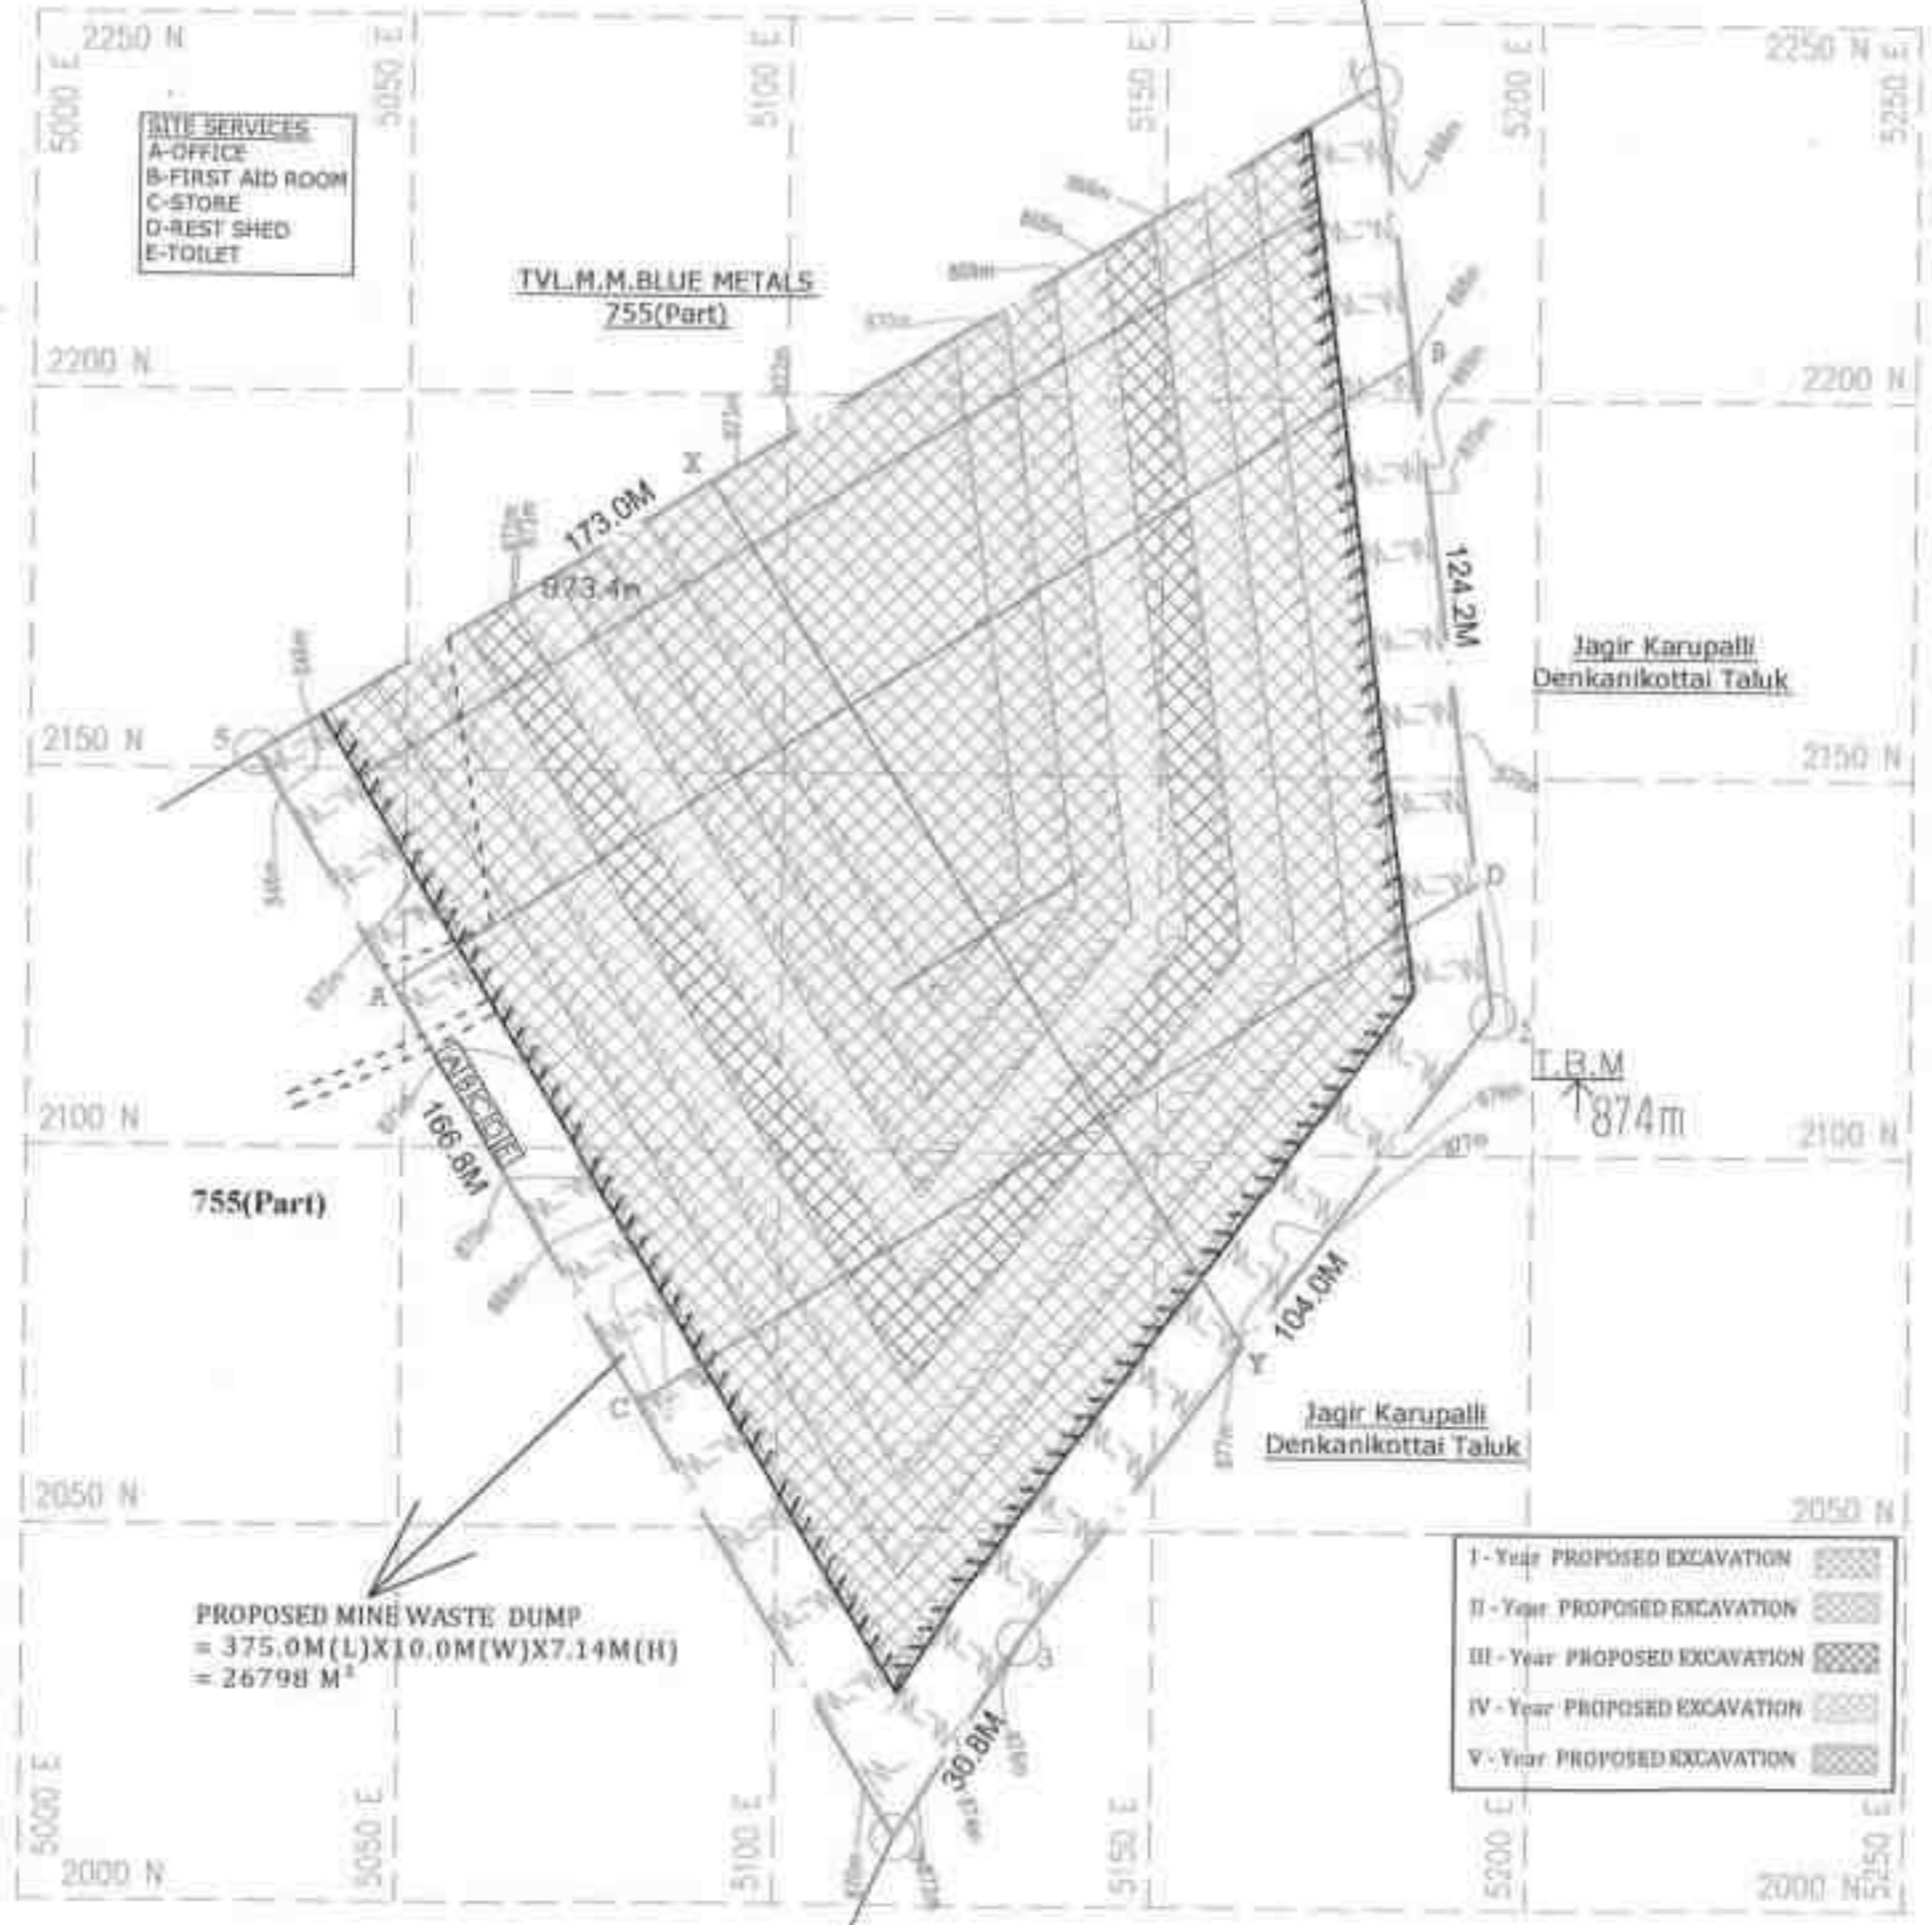 2250 N
5000 E
5050 E
5100 E
5150 E
5200 E
2250 N
5250 E
SITE SERVICES
A-OFFICE
B-FIRST AID ROOM
C-STORE
D-REST SHED
E-TOILET
TVL.M.M.BLUE METALS
755(Part)
2200 N
2200 N
B
X
173.0M
873.4m
124.2M
Jagir Karupalli
Denkanikottai Taluk
2150 N
5
2150 N
D
A
2
T.B.M
874m
ABCDE
166.8M
2100 N
2100 N
755(Part)
104.0M
Y
C
877m
Jagir Karupalli
Denkanikottai Taluk
2050 N
2050 N
PROPOSED MINE WASTE DUMP
= 375.0M(L)X10.0M(W)X7.14M(H)
= 26798 M³
3
30.8M
I - Year PROPOSED EXCAVATION
II - Year PROPOSED EXCAVATION
III - Year PROPOSED EXCAVATION
IV - Year PROPOSED EXCAVATION
V - Year PROPOSED EXCAVATION
5000 E
5050 E
5100 E
5150 E
5200 E
5250 E
2000 N
2000 N